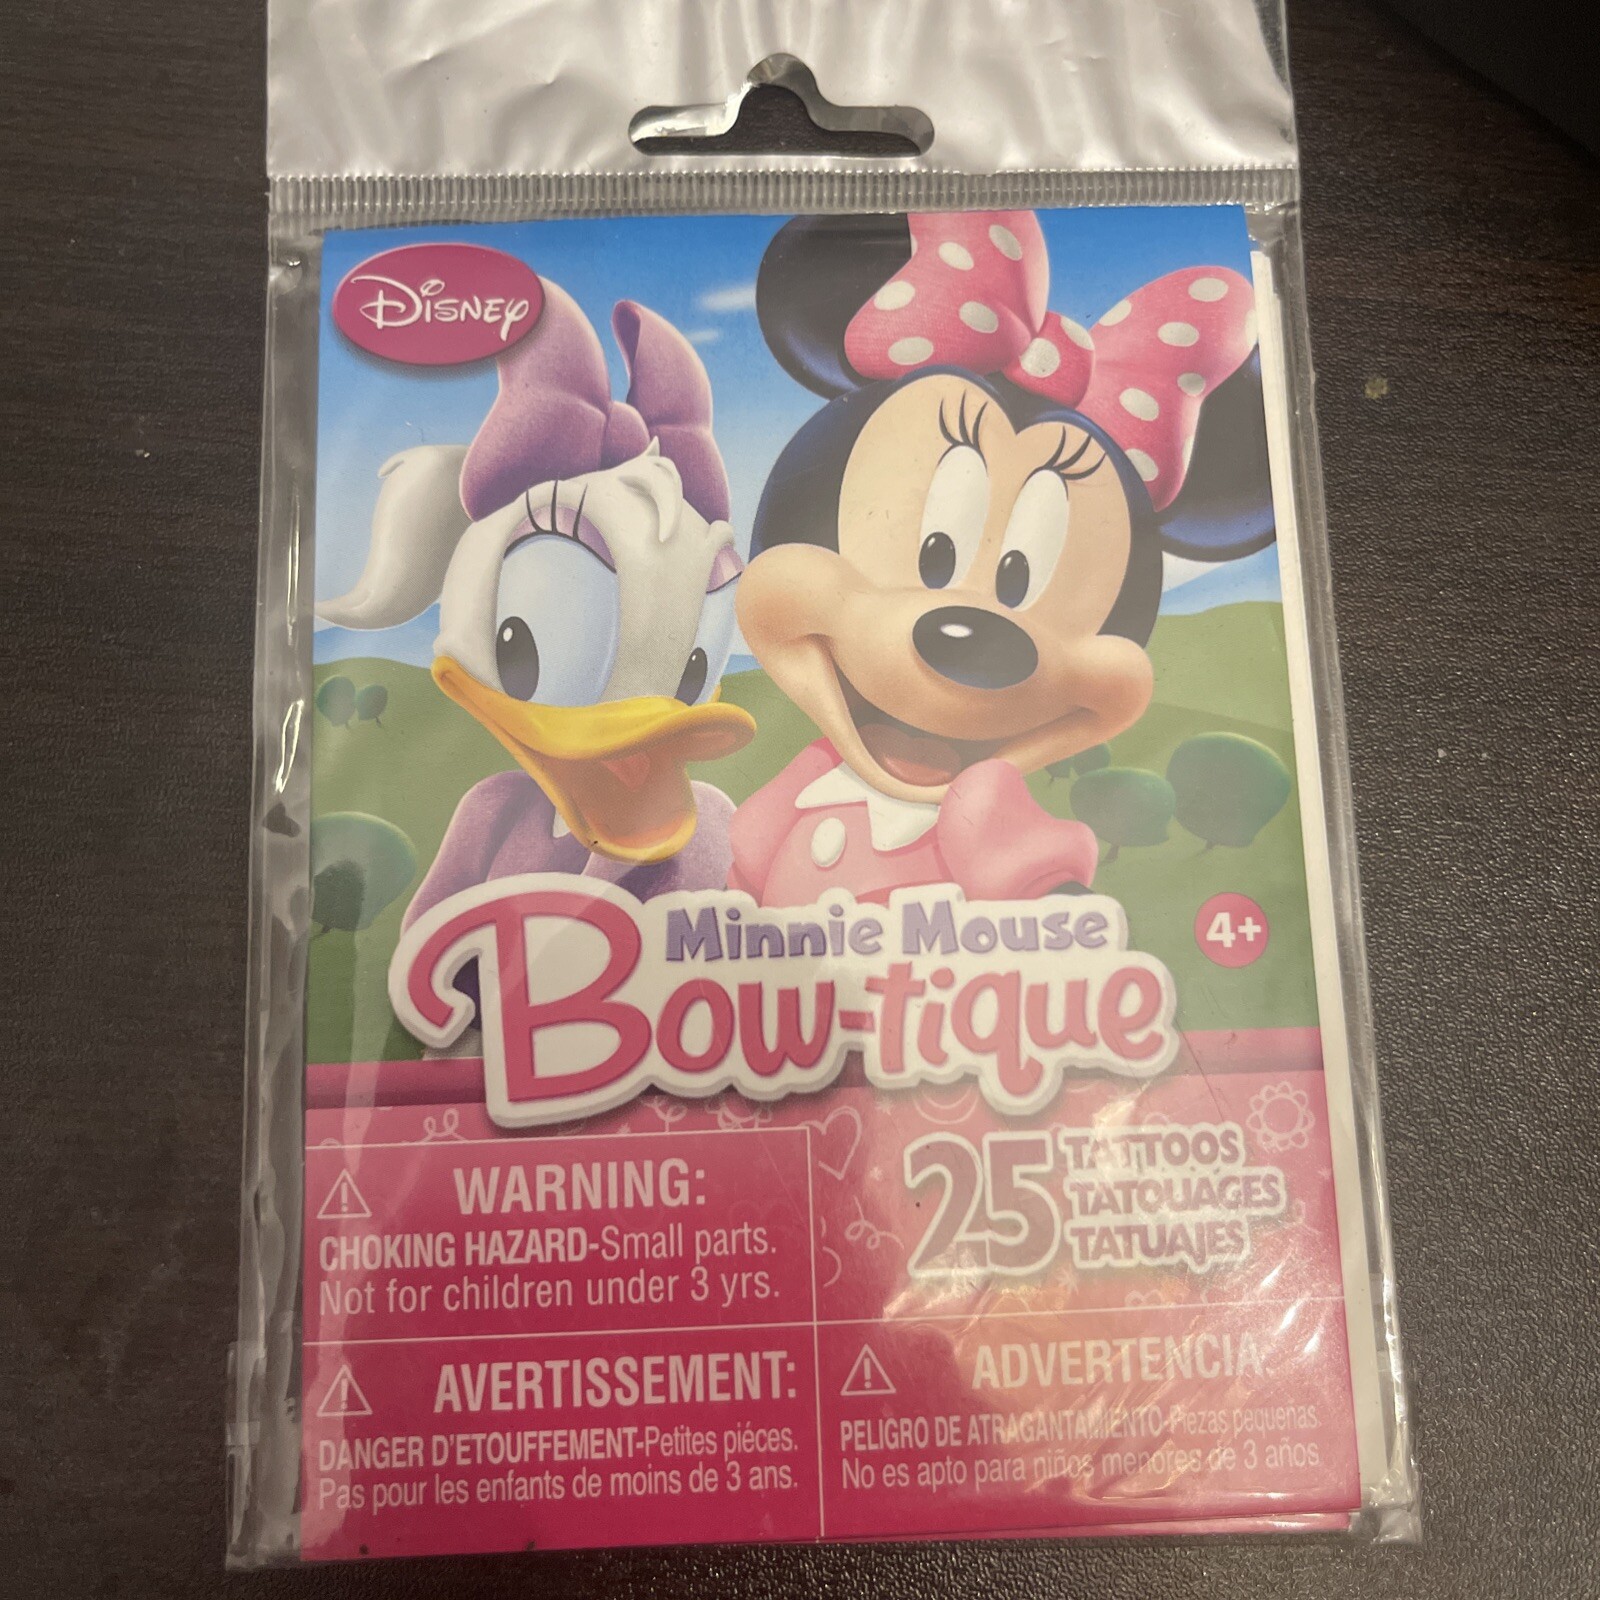 Disney
Minnie Mouse
Bow-tique
4+
25 TATTOOS
TATOUAGES
TATUAJES
WARNING:
CHOKING HAZARD-Small parts.
Not for children under 3 yrs.
AVERTISSEMENT:
DANGER D'ETOUFFEMENT-Petites piéces.
Pas pour les enfants de moins de 3 ans.
ADVERTENCIA:
PELIGRO DE ATRAGANTAMIENTO-Piezas pequenas.
No es apto para niños menores de 3 años.